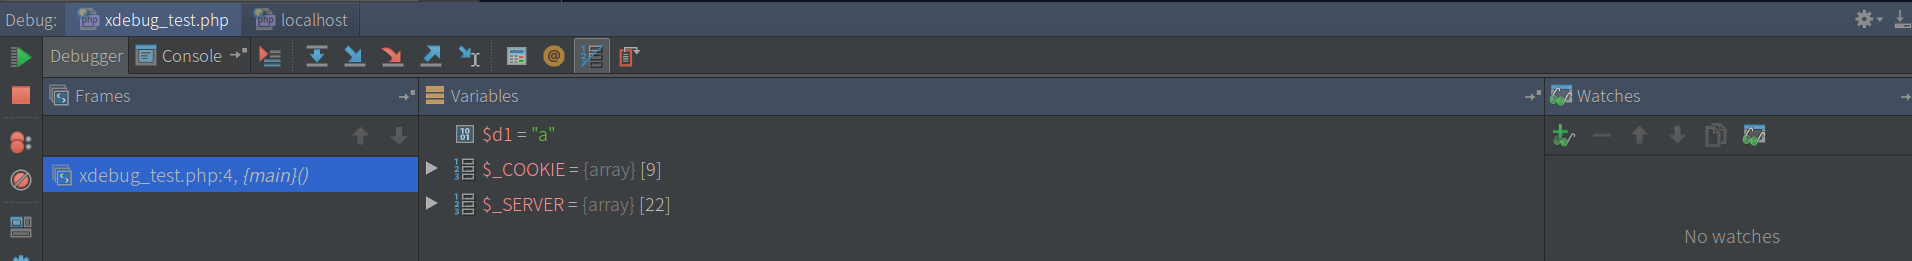 Debug: xdebug_test.php localhost
Debugger Console
Frames
Variables
Watches
$d1 = "a"
xdebug_test.php:4, {main}()
$_COOKIE = {array} [9]
$_SERVER = {array} [22]
No watches